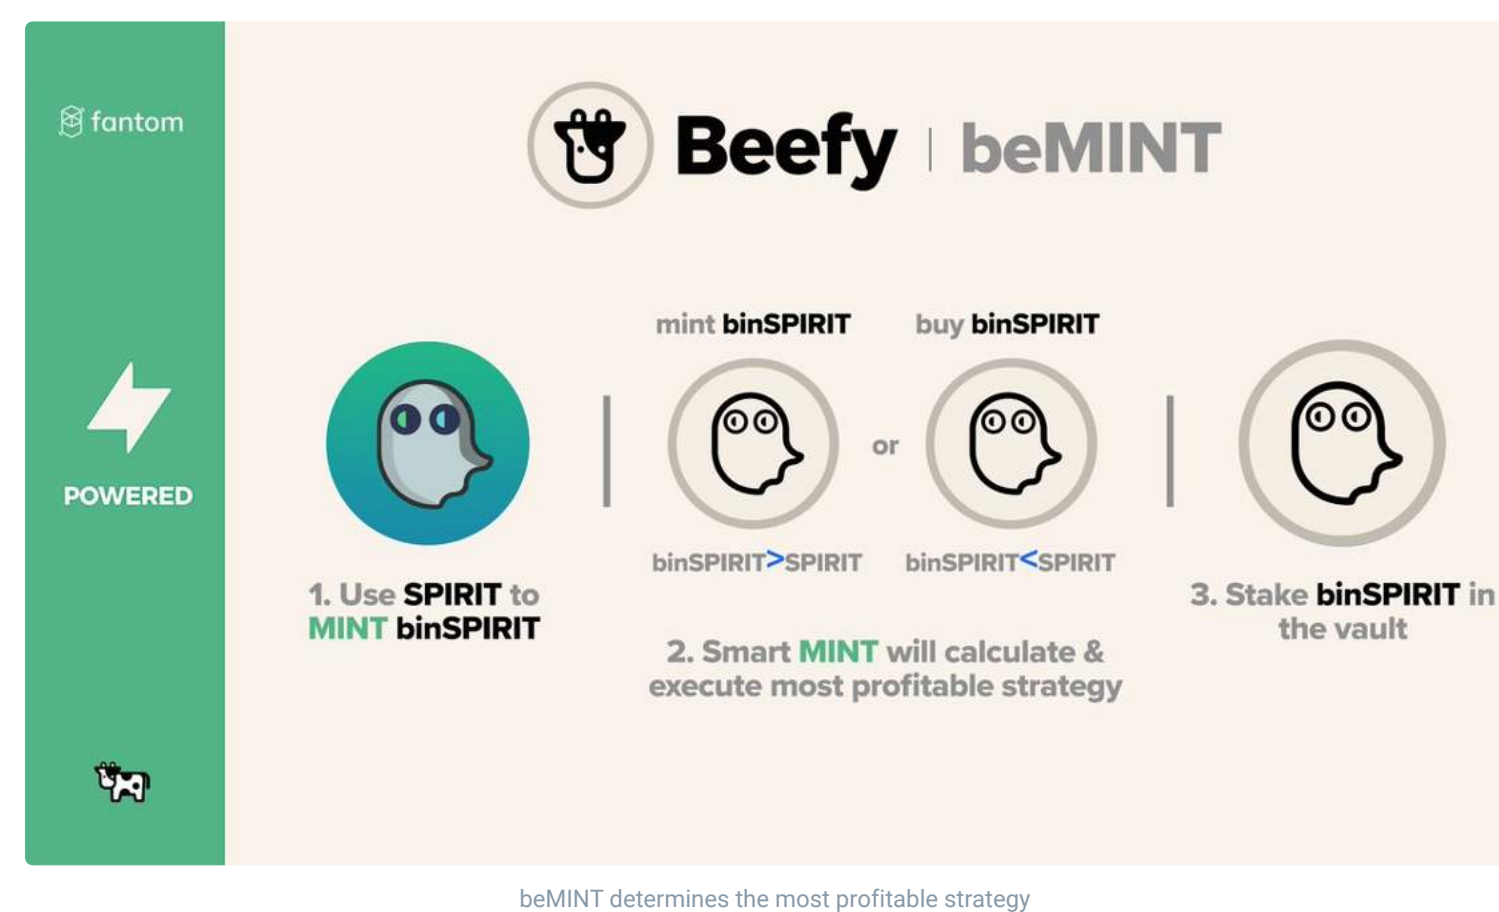 fantom
POWERED
Beefy | beMINT
1. Use SPIRIT to
MINT binSPIRIT
mint binSPIRIT
binSPIRIT>SPIRIT
or
buy binSPIRIT
binSPIRIT<SPIRIT
2. Smart MINT will calculate &
execute most profitable strategy
3. Stake binSPIRIT in
the vault
beMINT determines the most profitable strategy